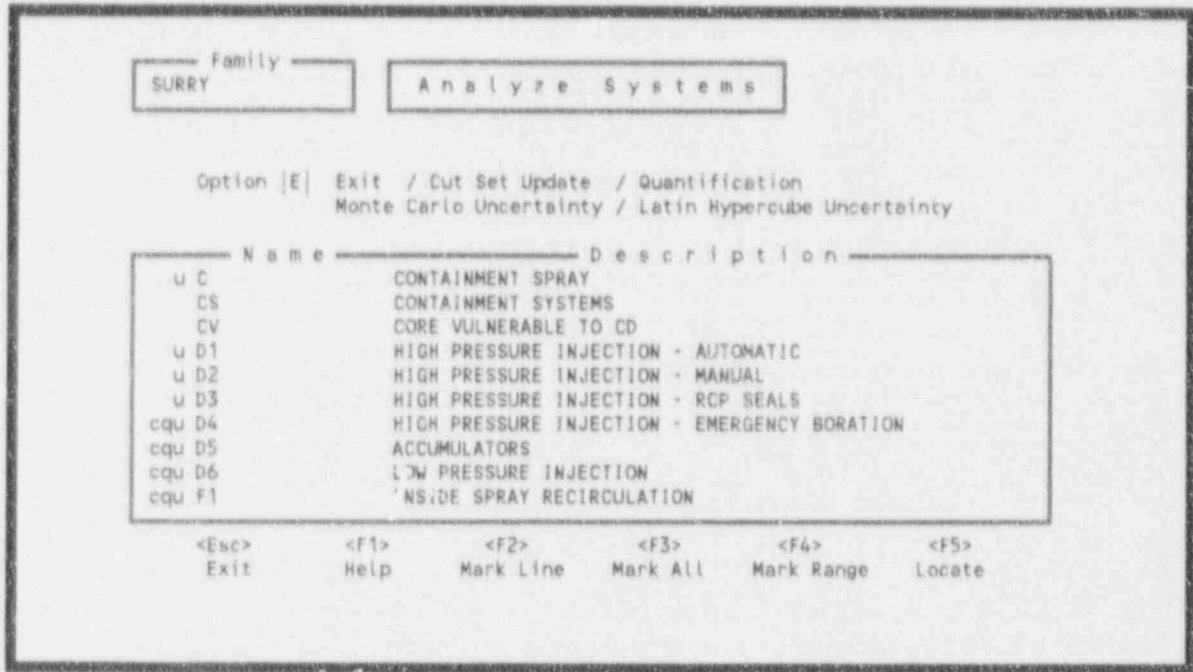 Family
SURRY
Analyze Systems
Option |E| Exit / Cut Set Update / Quantification
Monte Carlo Uncertainty / Latin Hypercube Uncertainty
Name Description
u C CONTAINMENT SPRAY
CS CONTAINMENT SYSTEMS
CV CORE VULNERABLE TO CD
u D1 HIGH PRESSURE INJECTION - AUTOMATIC
u D2 HIGH PRESSURE INJECTION - MANUAL
u D3 HIGH PRESSURE INJECTION - RCP SEALS
cqu D4 HIGH PRESSURE INJECTION - EMERGENCY BORATION
cqu D5 ACCUMULATORS
cqu D6 LOW PRESSURE INJECTION
cqu F1 INSIDE SPRAY RECIRCULATION
<Esc> <F1> <F2> <F3> <F4> <F5>
Exit Help Mark Line Mark All Mark Range Locate